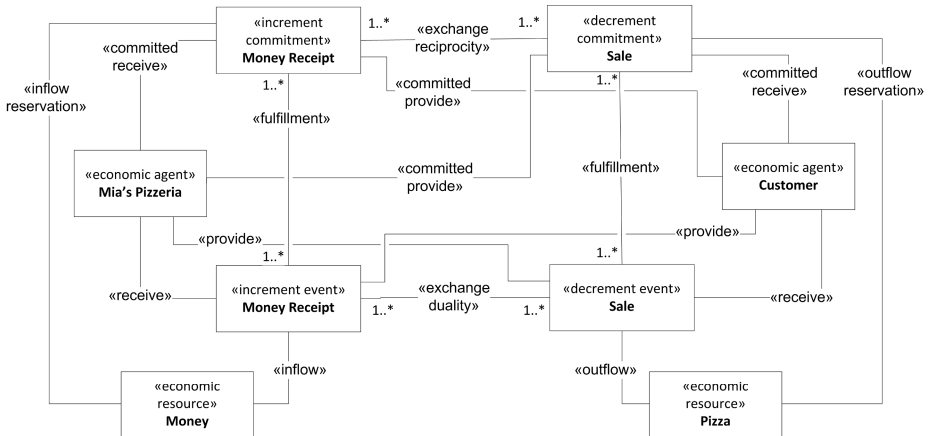 «increment
commitment»
Money Receipt
1..*
«exchange
reciprocity»
1..*
«decrement
commitment»
Sale
«committed
receive»
«inflow
reservation»
1..*
«committed
provide»
1..*
«committed
receive»
«outflow
reservation»
«fulfillment»
«economic agent»
Mia's Pizzeria
«committed
provide»
«fulfillment»
«economic agent»
Customer
«provide»
«provide»
1..*
1..*
«receive»
«increment event»
Money Receipt
«exchange
duality»
1..*
1..*
«decrement event»
Sale
«receive»
«inflow»
«outflow»
«economic
resource»
Money
«economic
resource»
Pizza